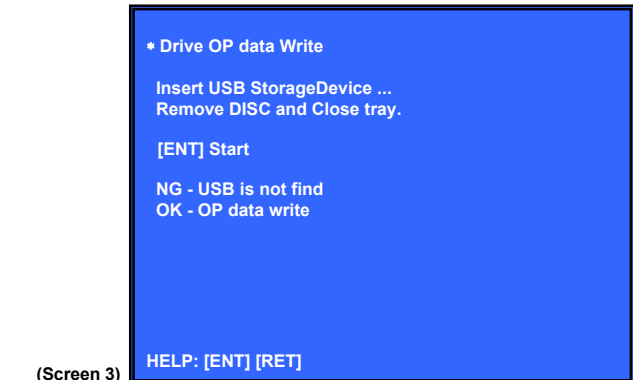 * Drive OP data Write
Insert USB StorageDevice ...
Remove DISC and Close tray.
[ENT] Start
NG - USB is not find
OK - OP data write
HELP: [ENT] [RET]
(Screen 3)